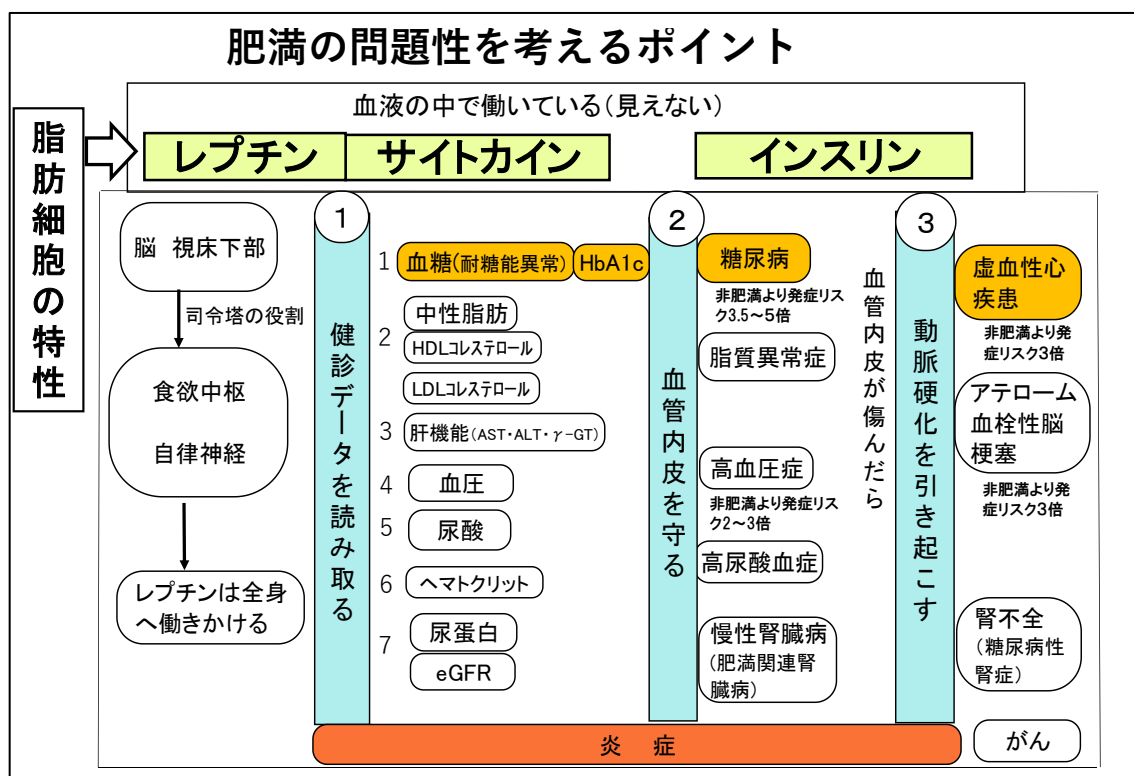 肥満の問題性を考えるポイント
脂肪細胞の特性
血液の中で働いている(見えない)
レプチン
サイトカイン
インスリン
脳 視床下部
司令塔の役割
食欲中枢
自律神経
レプチンは全身
へ働きかける
1
健診データを読み取る
1
血糖(耐糖能異常)
HbA1c
2
中性脂肪
HDLコレステロール
LDLコレステロール
3
肝機能(AST・ALT・γ-GT)
4
血圧
5
尿酸
6
ヘマトクリット
7
尿蛋白
eGFR
2
血管内皮を守る
糖尿病
非肥満より発症リス
ク3.5~5倍
脂質異常症
高血圧症
非肥満より発症リス
ク2~3倍
高尿酸血症
慢性腎臓病
(肥満関連腎
臓病)
血管内皮が傷んだら
3
動脈硬化を引き起こす
虚血性心
疾患
非肥満より発
症リスク3倍
アテローム
血栓性脳
梗塞
非肥満より発
症リスク3倍
腎不全
(糖尿病性
腎症)
がん
炎 症